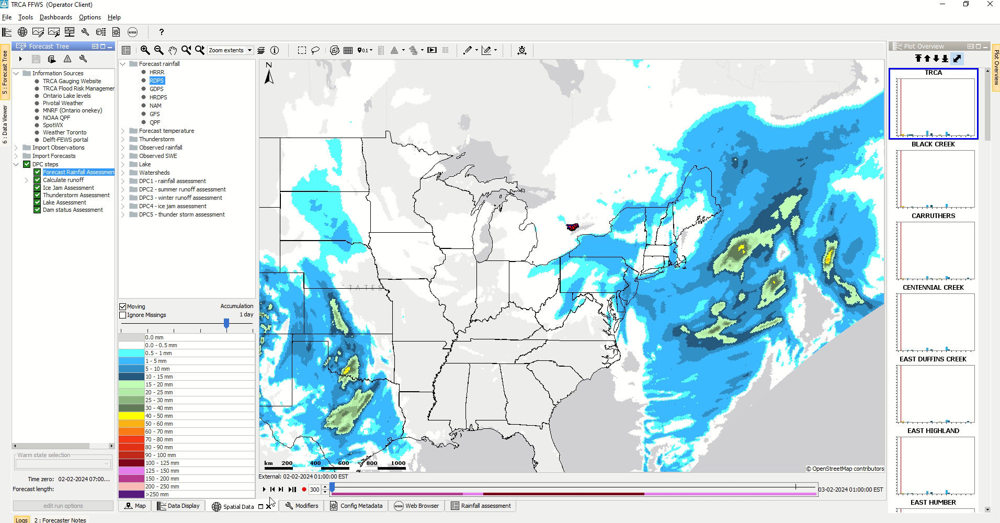 TRCA FFWS  (Operator Client)
File Tools Dashboards Options Help
www
?
5 : Forecast Tree
6 : Data Viewer
Forecast Tree
Information Sources
TRCA Gauging Website
TRCA Flood Risk Managemer
Ontario Lake levels
Pivotal Weather
MNRF (Ontario onekey)
NOAA QPF
SpotWX
Weather Toronto
Delft-FEWS portal
Import Observations
Import Forecasts
DPC steps
Forecast Rainfall Assessmen
Calculate runoff
Ice Jam Assessment
Thunderstorm Assessment
Lake Assessment
Dam status Assessment
Warm state selection
Time zero: 02-02-2024 07:00...
Forecast length:
edit run options
Logs
2 : Forecaster Notes
Zoom extents
0.1
Forecast rainfall
HRRR
RDPS
GDPS
HRDPS
NAM
GFS
QPF
Forecast temperature
Thunderstorm
Observed rainfall
Observed SWE
Lake
Watersheds
DPC1 - rainfall assessment
DPC2 - summer runoff assessment
DPC3 - winter runoff assessment
DPC4 - ice jam assessment
DPC5 - thunder storm assessment
Moving
Accumulation
Ignore Missings
1 day
0.0 mm
0.0 - 0.5 mm
0.5 - 1 mm
1 - 5 mm
5 - 10 mm
10 - 15 mm
15 - 20 mm
20 - 25 mm
25 - 30 mm
30 - 40 mm
40 - 50 mm
50 - 60 mm
60 - 70 mm
70 - 80 mm
80 - 90 mm
90 - 100 mm
100 - 125 mm
125 - 150 mm
150 - 200 mm
200 - 250 mm
>250 mm
N
TATES
km 200 400 600 800 1000
© OpenStreetMap contributors
External: 02-02-2024 01:00:00 EST
300
03-02-2024 01:00:00 EST
Map
Data Display
Spatial Data
Modifiers
Config Metadata
www Web Browser
Rainfall assessment
Plot Overview
Plot Overview
TRCA
BLACK CREEK
CARRUTHERS
CENTENNIAL CREEK
EAST DUFFINS CREEK
EAST HIGHLAND
EAST HUMBER